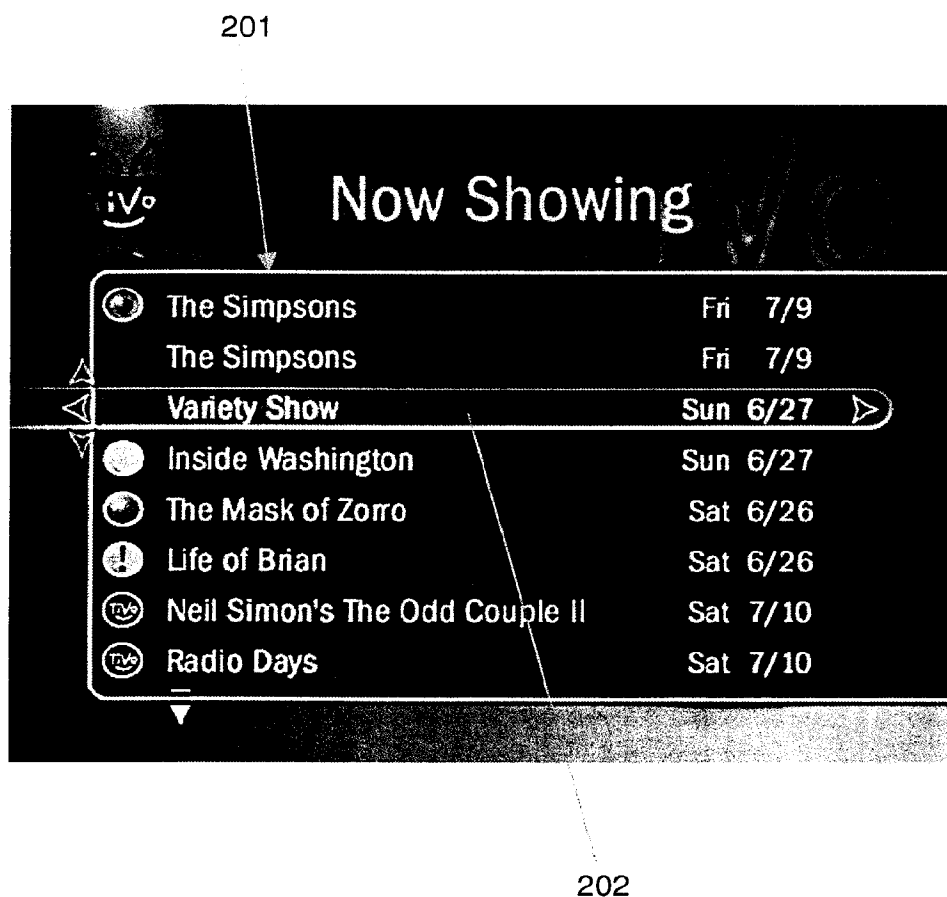 201
TiVo
Now Showing
The Simpsons Fri 7/9
The Simpsons Fri 7/9
Variety Show Sun 6/27
Inside Washington Sun 6/27
The Mask of Zorro Sat 6/26
! Life of Brian Sat 6/26
TiVo Neil Simon's The Odd Couple II Sat 7/10
TiVo Radio Days Sat 7/10
202